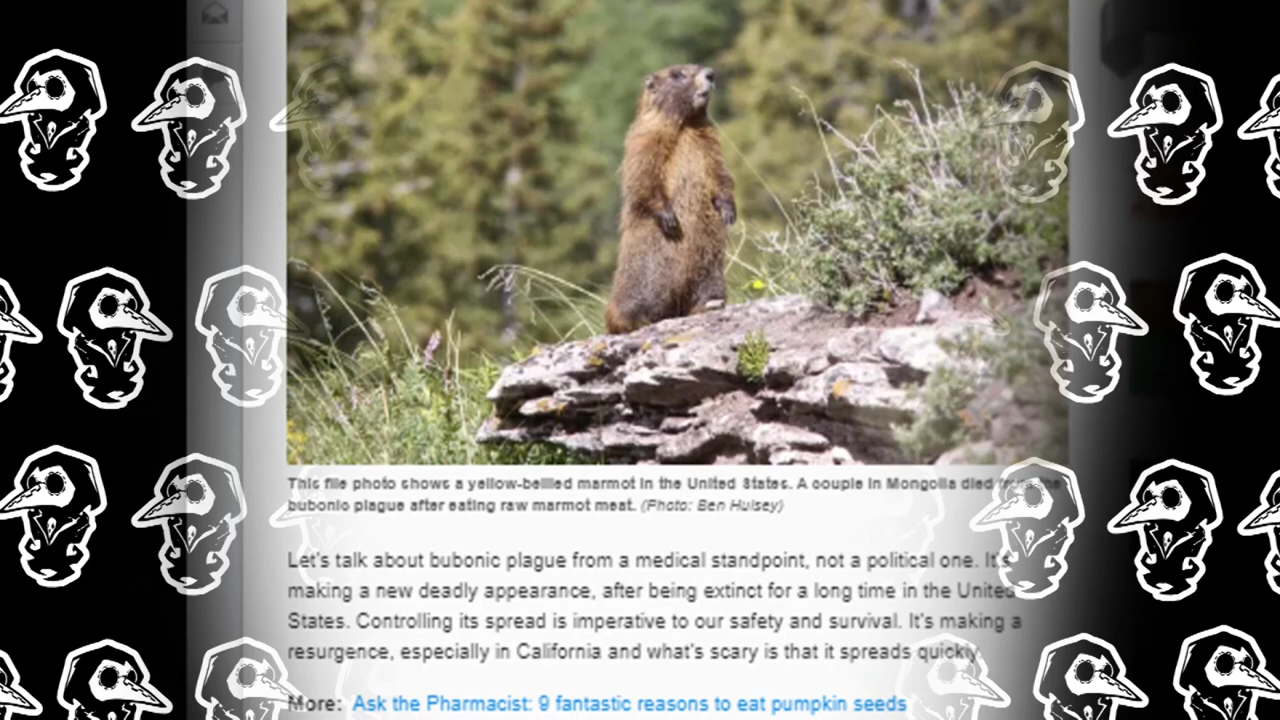 This file photo shows a yellow-bellied marmot in the United States. A couple in Mongolia died from the
bubonic plague after eating raw marmot meat. (Photo: Ben Hulsey)
Let's talk about bubonic plague from a medical standpoint, not a political one. It's
making a new deadly appearance, after being extinct for a long time in the United
States. Controlling its spread is imperative to our safety and survival. It's making a
resurgence, especially in California and what's scary is that it spreads quickly.
More: Ask the Pharmacist: 9 fantastic reasons to eat pumpkin seeds